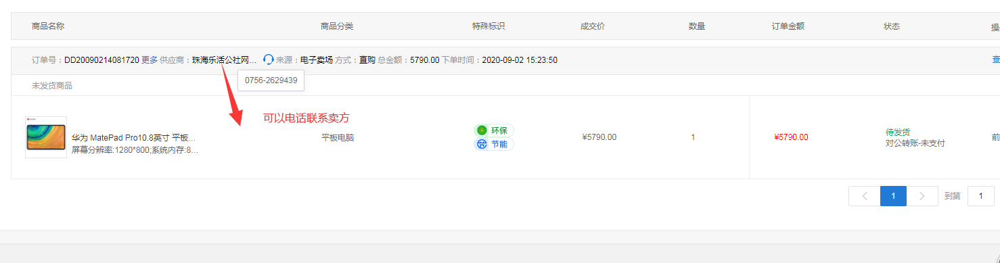 商品名称 商品分类 特殊标识 成交价 数量 订单金额 状态
订单号：DD20090214081720 更多 供应商：珠海乐活公社网... 来源：电子卖场 方式：直购 总金额：5790.00 下单时间：2020-09-02 15:23:50
0756-2629439
未发货商品
可以电话联系卖方
华为 MatePad Pro10.8英寸 平板...
屏幕分辨率:1280*800;系统内存:8...
平板电脑
环保
节能
¥5790.00
1
¥5790.00
待发货
对公转账-未支付
前
1 到第 1